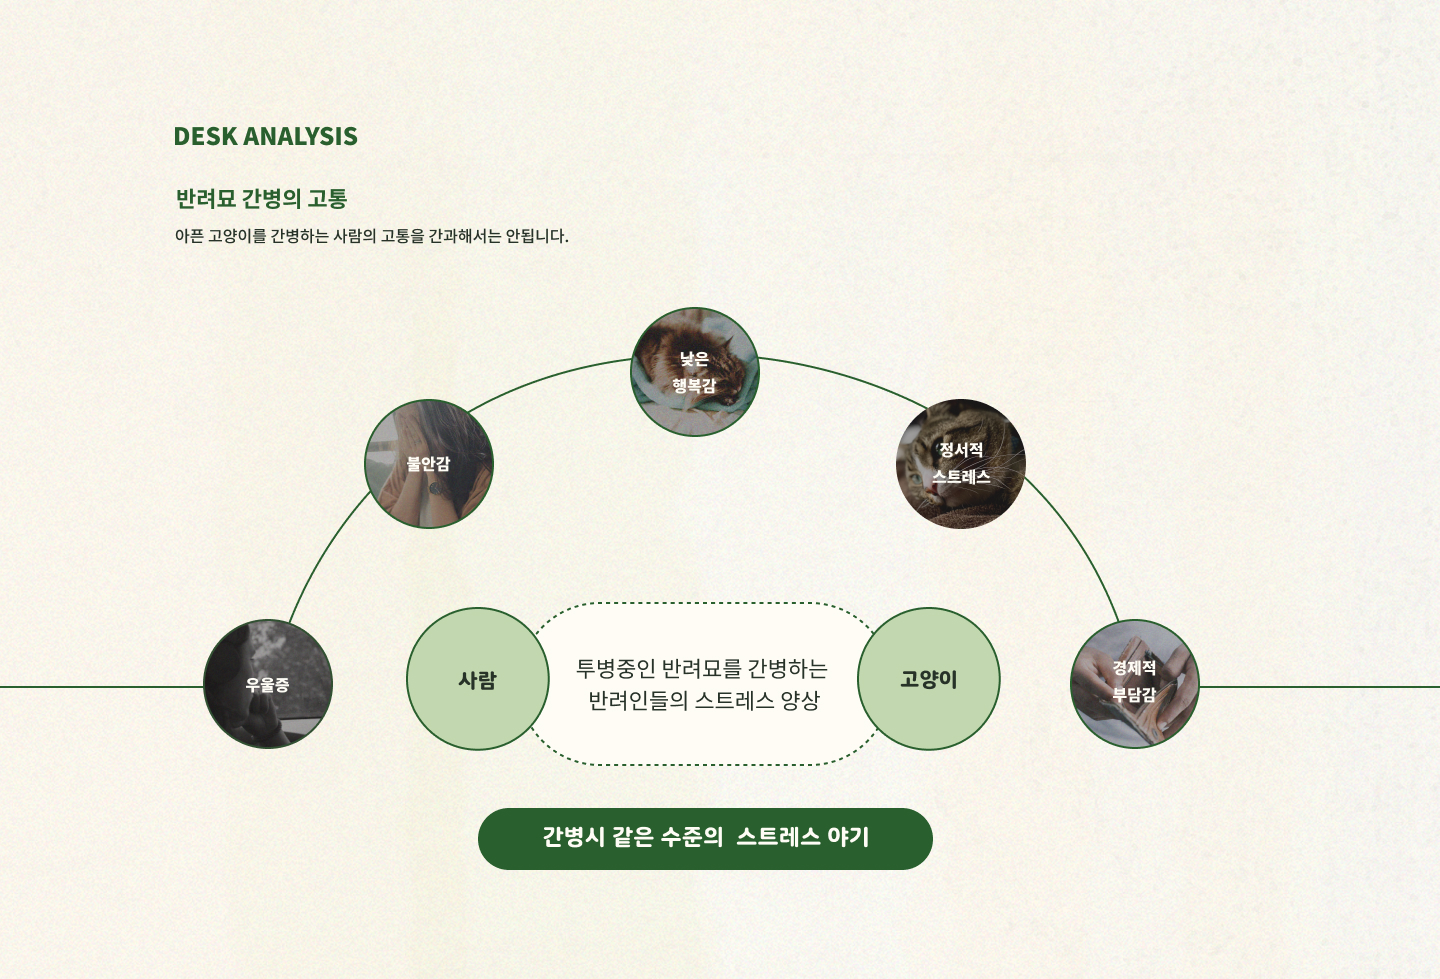 DESK ANALYSIS
반려묘 간병의 고통
아픈 고양이를 간병하는 사람의 고통을 간과해서는 안됩니다.
낮은
행복감
불안감
정서적
스트레스
우울증
사람
투병중인 반려묘를 간병하는
반려인들의 스트레스 양상
고양이
경제적
부담감
간병시 같은 수준의 스트레스 야기